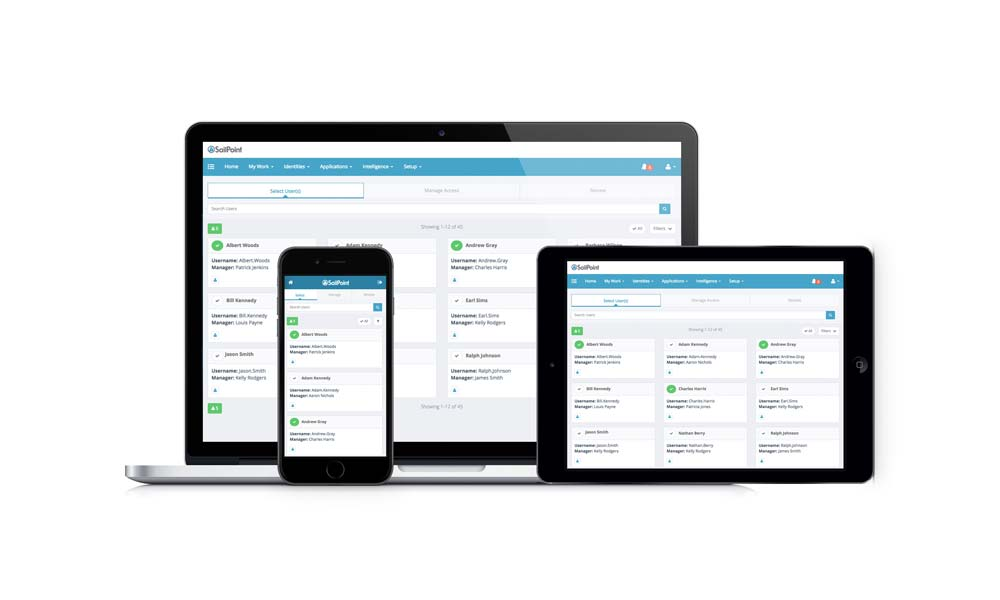 SailPoint
Home My Work Identities Applications Intelligence Setup
Select User(s) Manage Access Review
Search Users
Showing 1-12 of 45
All Filters
Albert Woods
Username: Albert.Woods
Manager: Patrick Jenkins
Adam Kennedy
Andrew Gray
Username: Andrew.Gray
Manager: Charles Harris
Barbara Wilson
Bill Kennedy
Username: Bill.Kennedy
Manager: Louis Payne
Earl Sims
Username: Earl.Sims
Manager: Kelly Rodgers
Jason Smith
Username: Jason.Smith
Manager: Kelly Rodgers
Ralph Johnson
Username: Ralph.Johnson
Manager: James Smith
Showing 1-12 of 45
SailPoint
Select Manage Review
Search Users
All
Albert Woods
Username: Albert.Woods
Manager: Patrick Jenkins
Adam Kennedy
Username: Adam.Kennedy
Manager: Aaron Nichols
Andrew Gray
Username: Andrew.Gray
Manager: Charles Harris
SailPoint
Home My Work Identities Applications Intelligence Setup
Select User(s) Manage Access Review
Search Users
Showing 1-12 of 45
All Filters
Albert Woods
Username: Albert.Woods
Manager: Patrick Jenkins
Adam Kennedy
Username: Adam.Kennedy
Manager: Aaron Nichols
Andrew Gray
Username: Andrew.Gray
Manager: Charles Harris
Bill Kennedy
Username: Bill.Kennedy
Manager: Louis Payne
Charles Harris
Username: Charles.Harris
Manager: Patricia Jones
Earl Sims
Username: Earl.Sims
Manager: Kelly Rodgers
Jason Smith
Username: Jason.Smith
Manager: Kelly Rodgers
Nathan Berry
Username: Nathan.Berry
Manager: Kelly Rodgers
Ralph Johnson
Username: Ralph.Johnson
Manager: James Smith